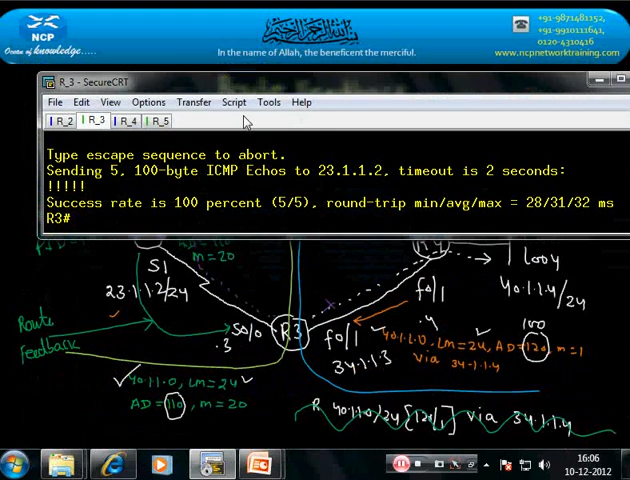 NCP
Ocean of knowledge..........
بسم الله الرحمن الرحيم
In the name of Allah, the beneficent the merciful.
+91-9871481152,
+91-9910111641,
0120-4310416
www.ncpnetworktraining.com
R_3 - SecureCRT
File Edit View Options Transfer Script Tools Help
R_2 R_3 R_4 R_5
Type escape sequence to abort.
Sending 5, 100-byte ICMP Echos to 23.1.1.2, timeout is 2 seconds:
!!!!!
Success rate is 100 percent (5/5), round-trip min/avg/max = 28/31/32 ms
R3#
m = 20
S1
23.1.1.2/24
Route
Feedback
S0/0
.3
R3
f0/1
34.1.1.3
f0/1
.4
1 loo4
40.1.1.4/24
100
40.1.1.0, LM=24, AD=120, m=1
via 34.1.1.4
40.1.1.0, LM=24
AD=110, m=20
R 40.1.1.0/24 [120/1] via 34.1.1.4
16:06
10-12-2012